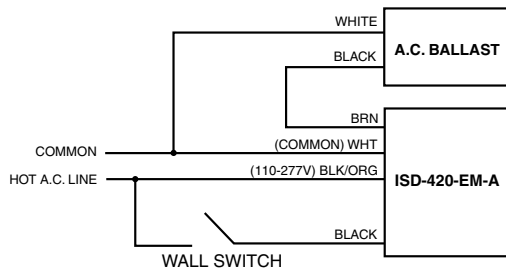 WHITE
A.C. BALLAST
BLACK
BRN
COMMON
(COMMON) WHT
HOT A.C. LINE
(110-277V) BLK/ORG
ISD-420-EM-A
BLACK
WALL SWITCH